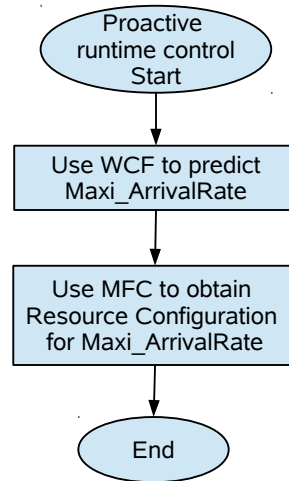 Proactive
runtime control
Start
Use WCF to predict
Maxi_ArrivalRate
Use MFC to obtain
Resource Configuration
for Maxi_ArrivalRate
End